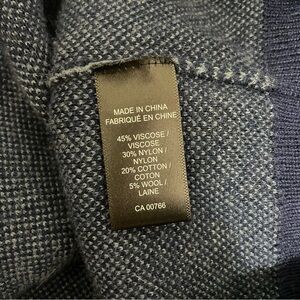 MADE IN CHINA
FABRIQUÉ EN CHINE
45% VISCOSE /
VISCOSE
30% NYLON /
NYLON
20% COTTON /
COTON
5% WOOL /
LAINE
CA 00766